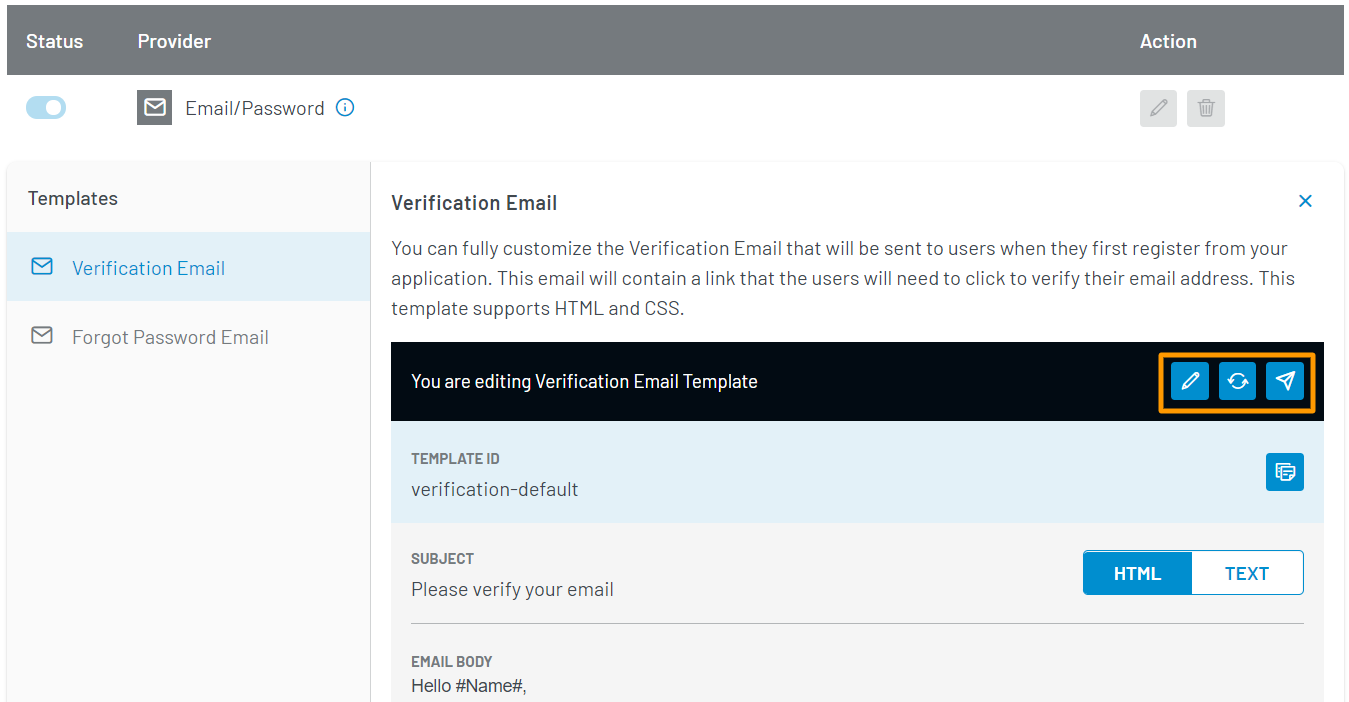 Status Provider Action
Email/Password
Templates
Verification Email
Forgot Password Email
Verification Email
You can fully customize the Verification Email that will be sent to users when they first register from your
application. This email will contain a link that the users will need to click to verify their email address. This
template supports HTML and CSS.
You are editing Verification Email Template
TEMPLATE ID
verification-default
SUBJECT
Please verify your email
HTML TEXT
EMAIL BODY
Hello #Name#,